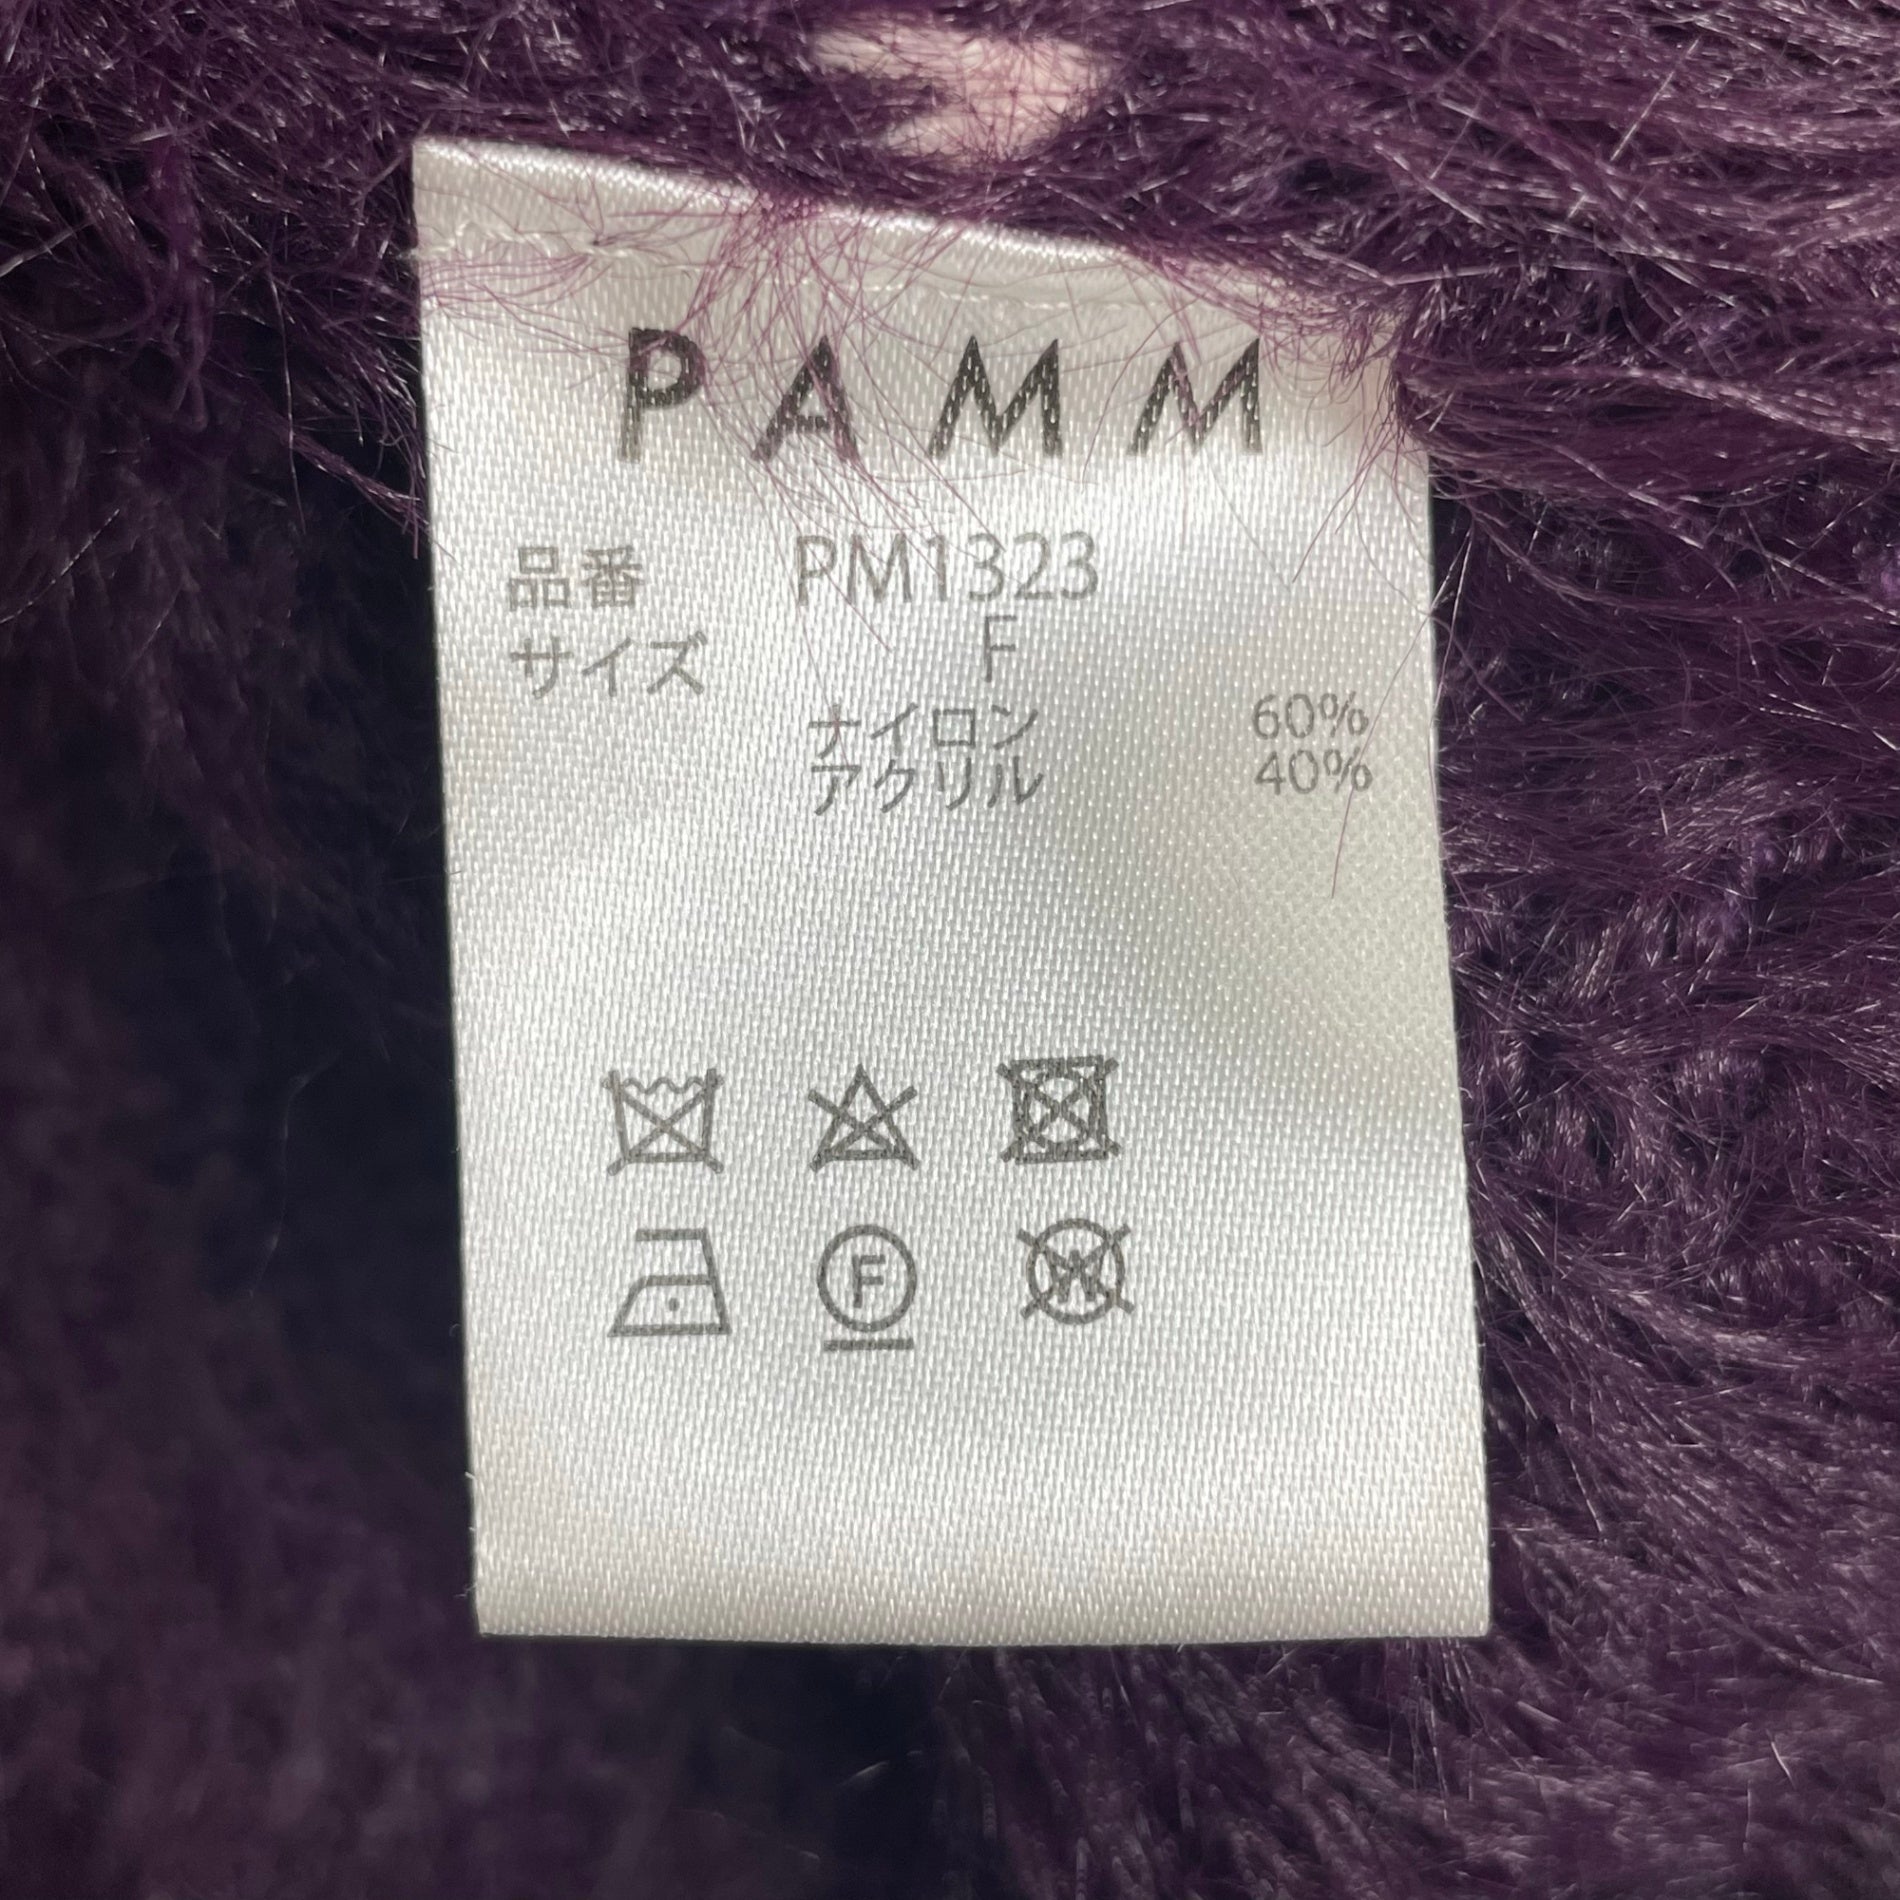 PAMM
品番 PM1323
サイズ F
ナイロン 60%
アクリル 40%
F
W